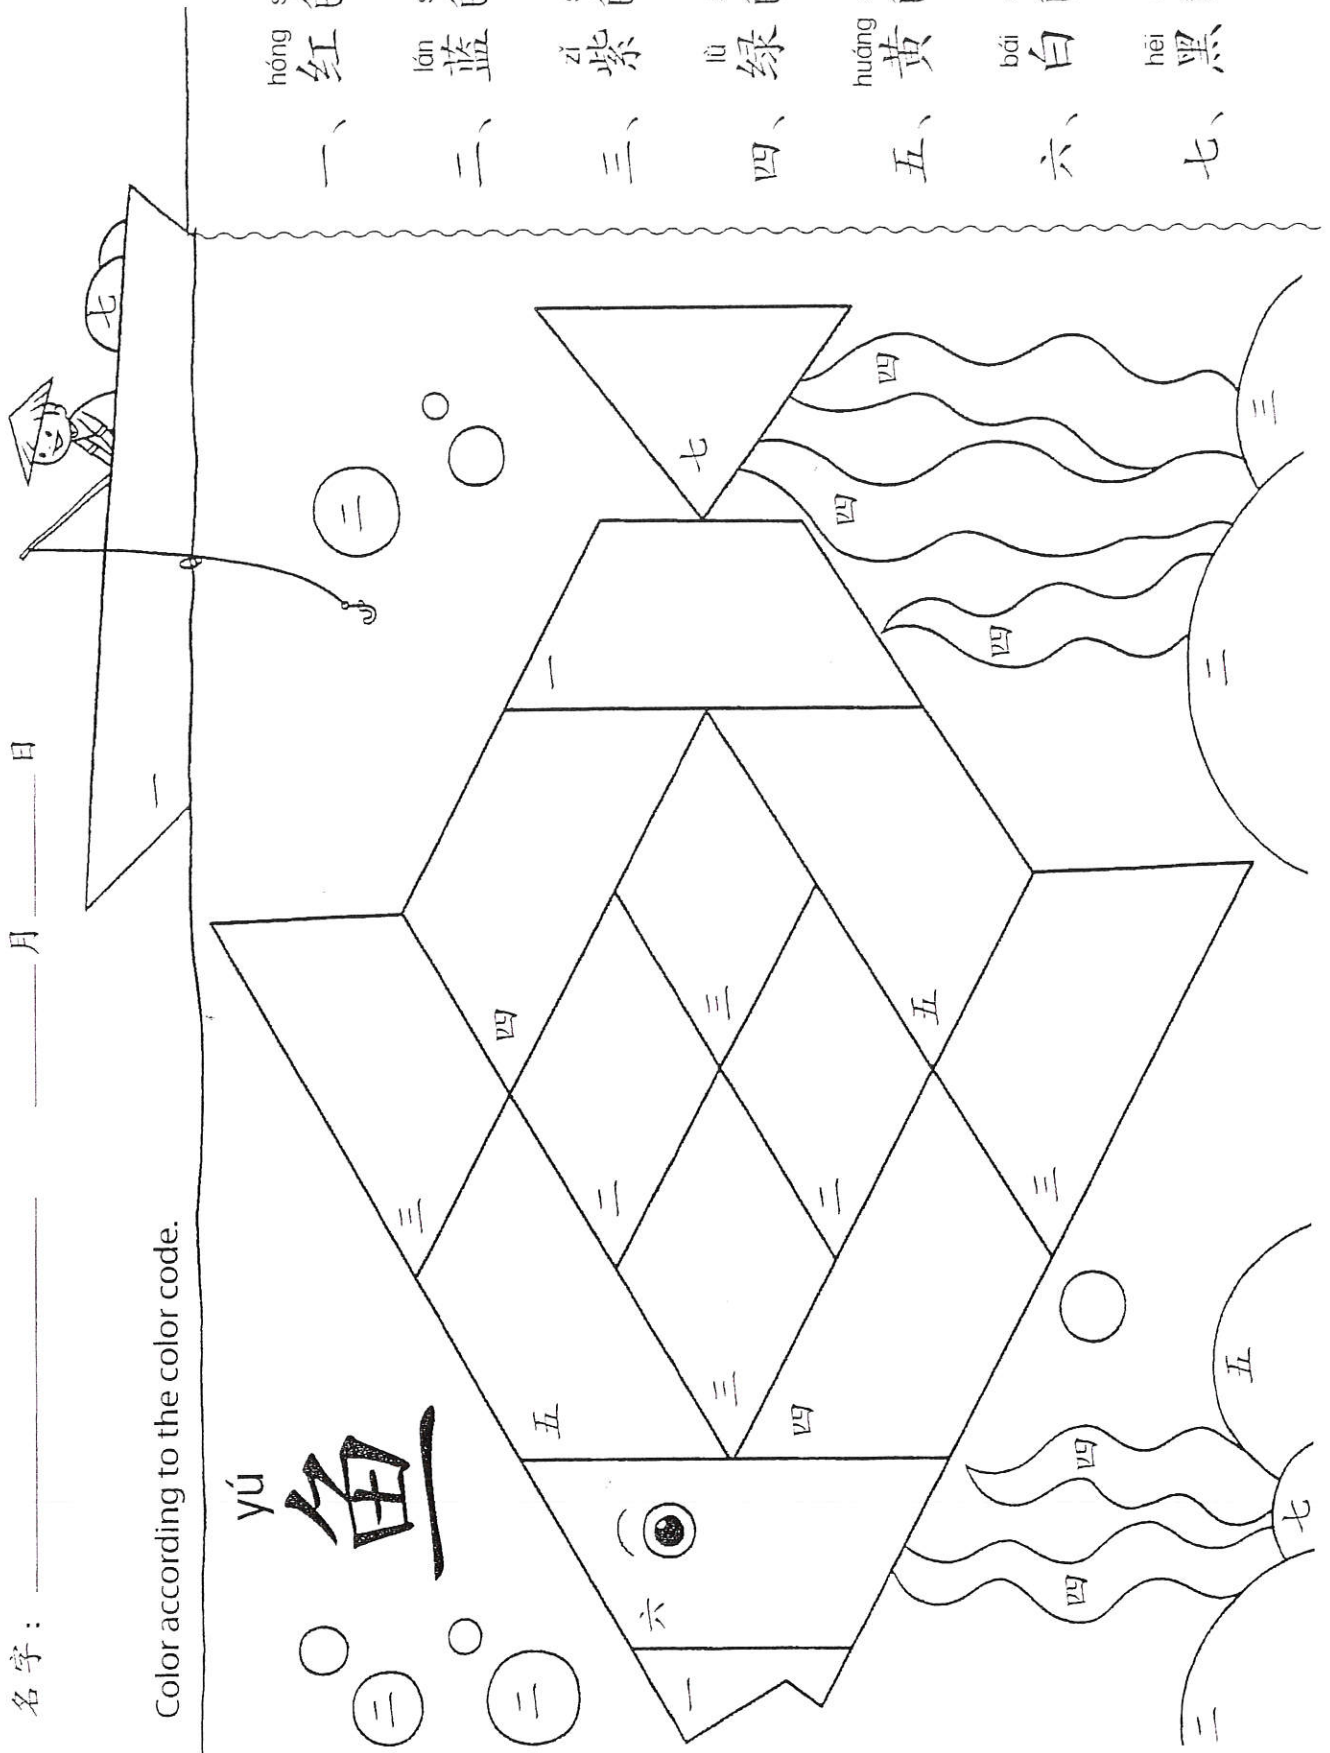 名字： 月 日
Color according to the color code.
一 七
yú
鱼
二
二
二
三
四
一
五
二
六
三
三
七
一
四
二
五
三
四
四
四
四
四
二
七
五
二
三
hóng
一、红
lán
二、蓝
zǐ
三、紫
lǜ
四、绿
huáng
五、黄
bái
六、白
hēi
七、黑